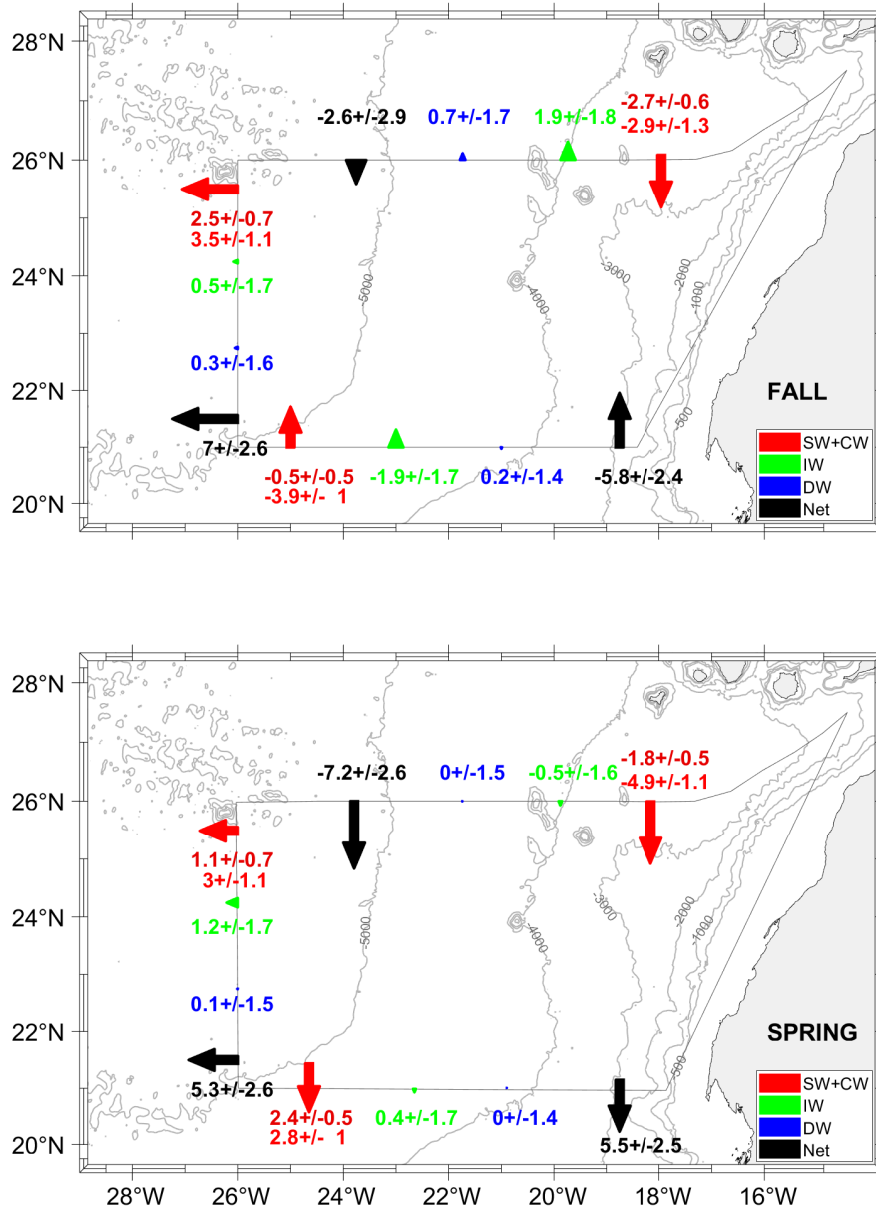 28°N
-2.6+/-2.9 0.7+/-1.7 1.9+/-1.8 -2.7+/-0.6
-2.9+/-1.3
26°N
2.5+/-0.7
3.5+/-1.1
24°N
0.5+/-1.7
-5000
-4000
-3000
-2000
-1000
0.3+/-1.6
22°N
-500
FALL
7+/-2.6
-0.5+/-0.5 -1.9+/-1.7 0.2+/-1.4 -5.8+/-2.4
-3.9+/- 1
20°N
SW+CW
IW
DW
Net
28°N
-7.2+/-2.6 0+/-1.5 -0.5+/-1.6 -1.8+/-0.5
-4.9+/-1.1
26°N
1.1+/-0.7
3+/-1.1
24°N
1.2+/-1.7
-5000
-4000
-3000
-2000
-1000
0.1+/-1.5
22°N
-500
SPRING
5.3+/-2.6
2.4+/-0.5 0.4+/-1.7 0+/-1.4
2.8+/- 1 5.5+/-2.5
20°N
SW+CW
IW
DW
Net
28°W 26°W 24°W 22°W 20°W 18°W 16°W